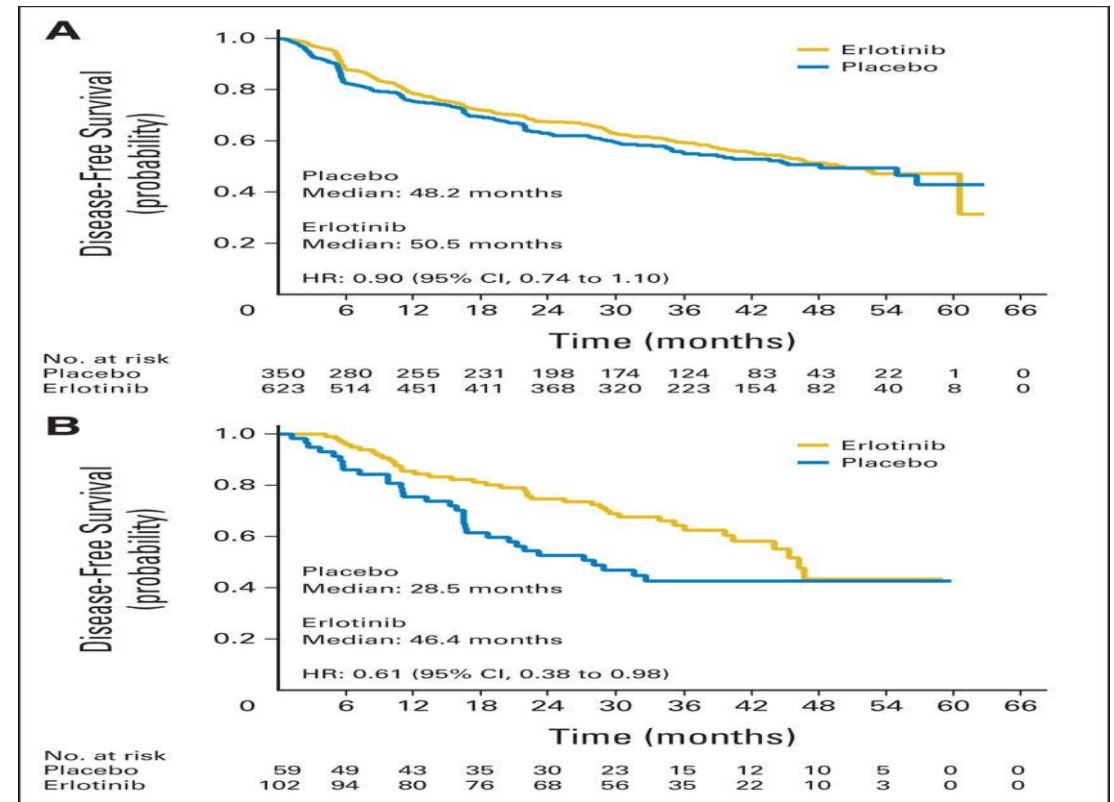 A
Disease-Free Survival
(probability)
1.0
0.8
0.6
0.4
0.2
0
Erlotinib
Placebo
Placebo
Median: 48.2 months
Erlotinib
Median: 50.5 months
HR: 0.90 (95% CI, 0.74 to 1.10)
6 12 18 24 30 36 42 48 54 60 66
Time (months)
No. at risk
Placebo 350 280 255 231 198 174 124 83 43 22 1 0
Erlotinib 623 514 451 411 368 320 223 154 82 40 8 0
B
Disease-Free Survival
(probability)
1.0
0.8
0.6
0.4
0.2
0
Erlotinib
Placebo
Placebo
Median: 28.5 months
Erlotinib
Median: 46.4 months
HR: 0.61 (95% CI, 0.38 to 0.98)
6 12 18 24 30 36 42 48 54 60 66
Time (months)
No. at risk
Placebo 59 49 43 35 30 23 15 12 10 5 0 0
Erlotinib 102 94 80 76 68 56 35 22 10 3 0 0